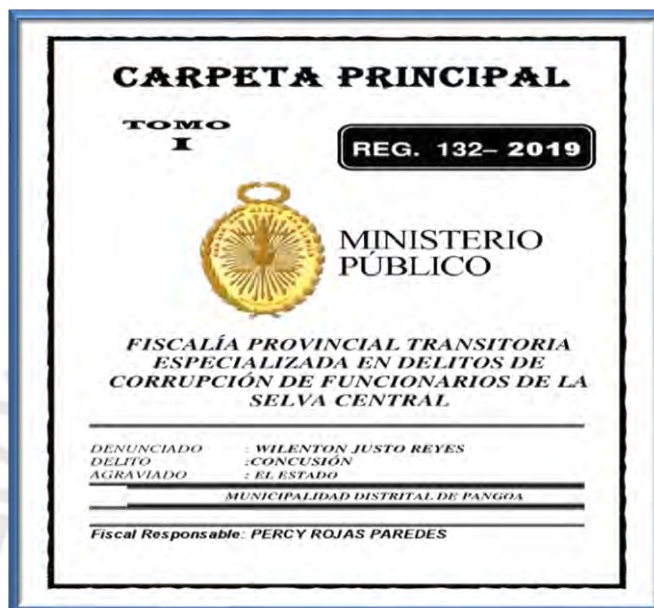 CARPETA PRINCIPAL
TOMO
I
REG. 132– 2019
MINISTERIO
PÚBLICO
FISCALÍA PROVINCIAL TRANSITORIA
ESPECIALIZADA EN DELITOS DE
CORRUPCIÓN DE FUNCIONARIOS DE LA
SELVA CENTRAL
DENUNCIADO : WILENTON JUSTO REYES
DELITO :CONCUSIÓN
AGRAVIADO : EL ESTADO
MUNICIPALIDAD DISTRITAL DE PANGOA
Fiscal Responsable: PERCY ROJAS PAREDES